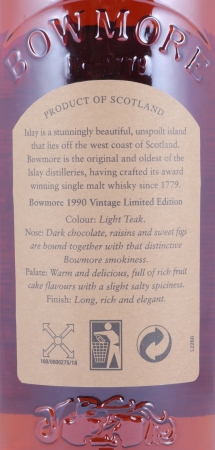 BOWMORE
PRODUCT OF SCOTLAND
Islay is a stunningly beautiful, unspoilt island
that lies off the west coast of Scotland.
Bowmore is the original and oldest of the
Islay distilleries, having crafted its award
winning single malt whisky since 1779.
Bowmore 1990 Vintage Limited Edition
Colour: Light Teak.
Nose: Dark chocolate, raisins and sweet figs
are bound together with that distinctive
Bowmore smokiness.
Palate: Warm and delicious, full of rich fruit
cake flavours with a slight salty spiciness.
Finish: Long, rich and elegant.